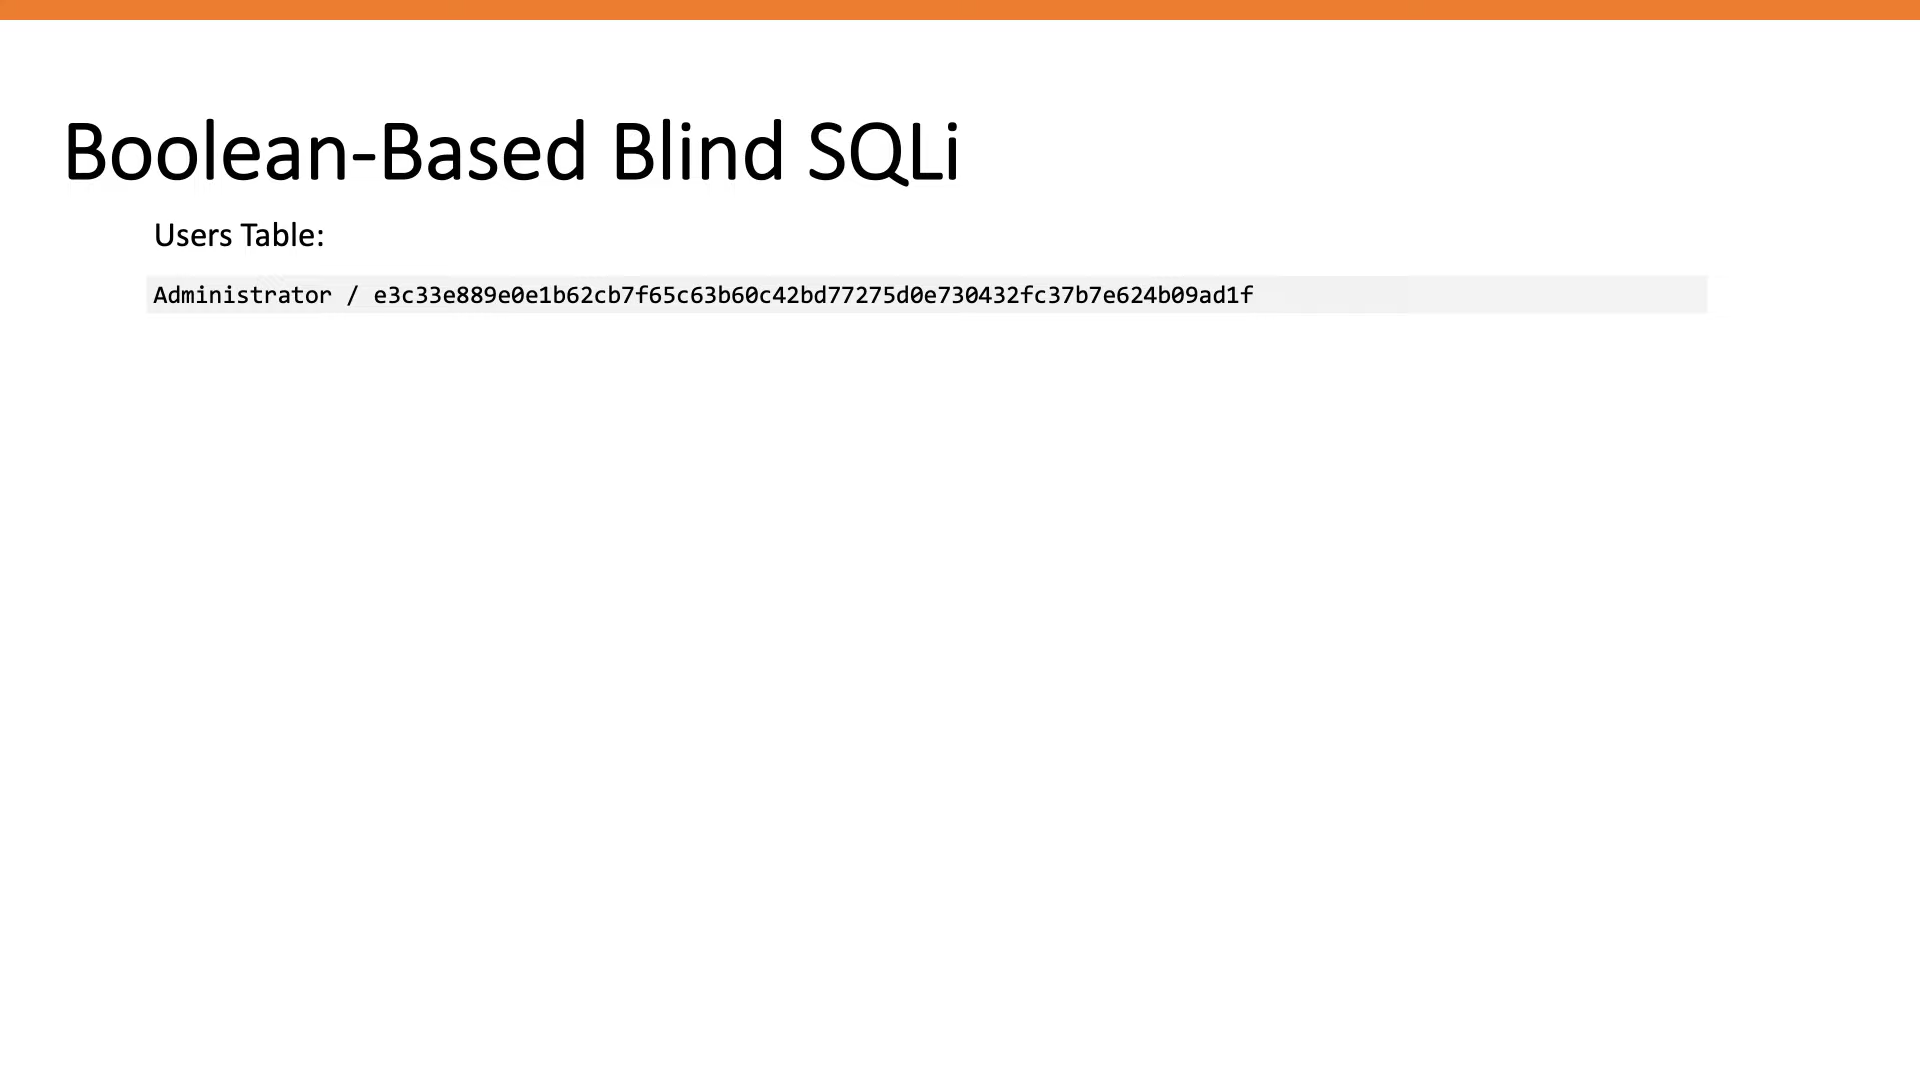 Boolean-Based Blind SQLi
Users Table:
Administrator / e3c33e889e0e1b62cb7f65c63b60c42bd77275d0e730432fc37b7e624b09ad1f